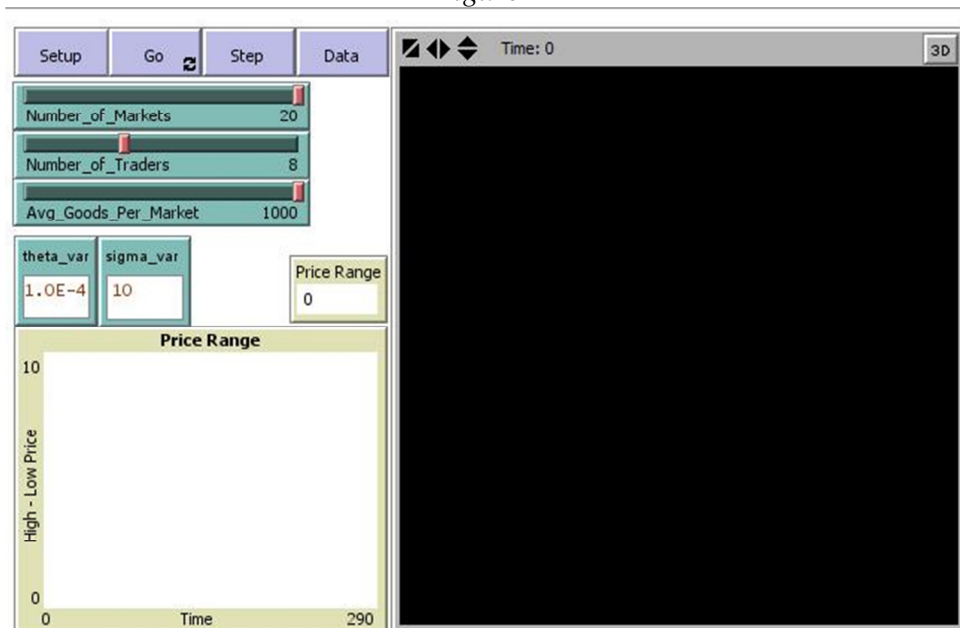 Setup
Go
Step
Data
Number_of_Markets 20
Number_of_Traders 8
Avg_Goods_Per_Market 1000
theta_var
1.0E-4
sigma_var
10
Price Range
0
Price Range
10
High - Low Price
0
0 Time 290
Time: 0
3D